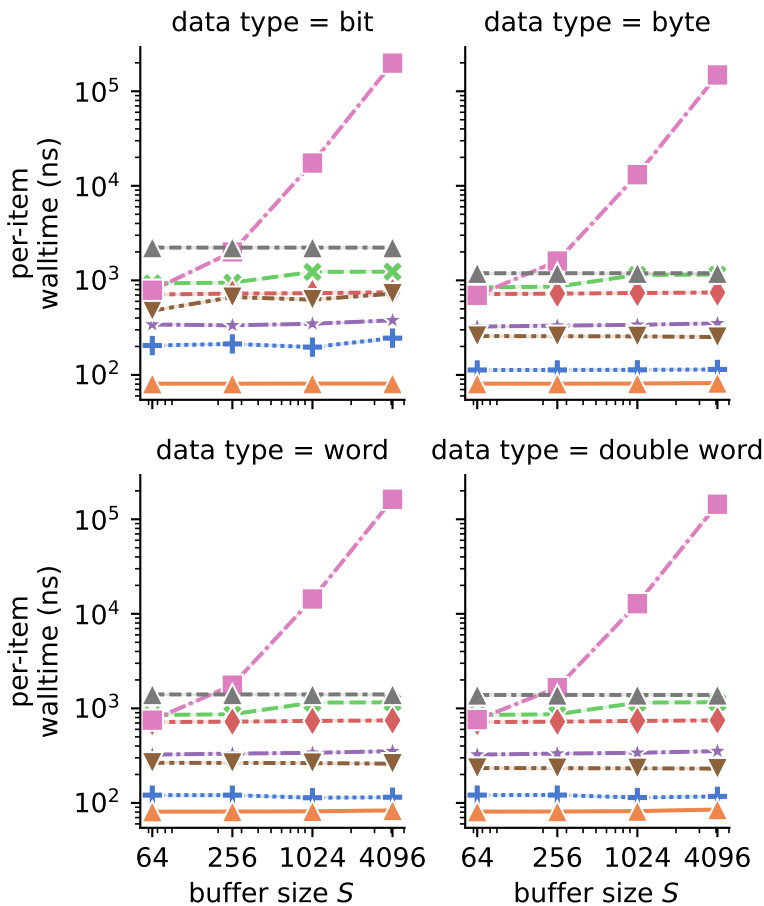 data type = bit
data type = byte
per-item
walltime (ns)
10⁵
10⁴
10³
10²
data type = word
data type = double word
per-item
walltime (ns)
10⁵
10⁴
10³
10²
64 256 1024 4096
64 256 1024 4096
buffer size S
buffer size S